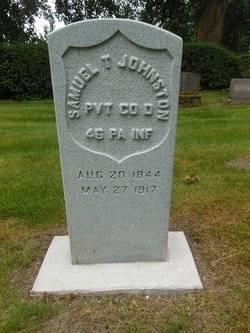 SAMUEL T JOHNSTON
PVT CO D
46 PA INF
AUG 20 1844
MAY 27 1917